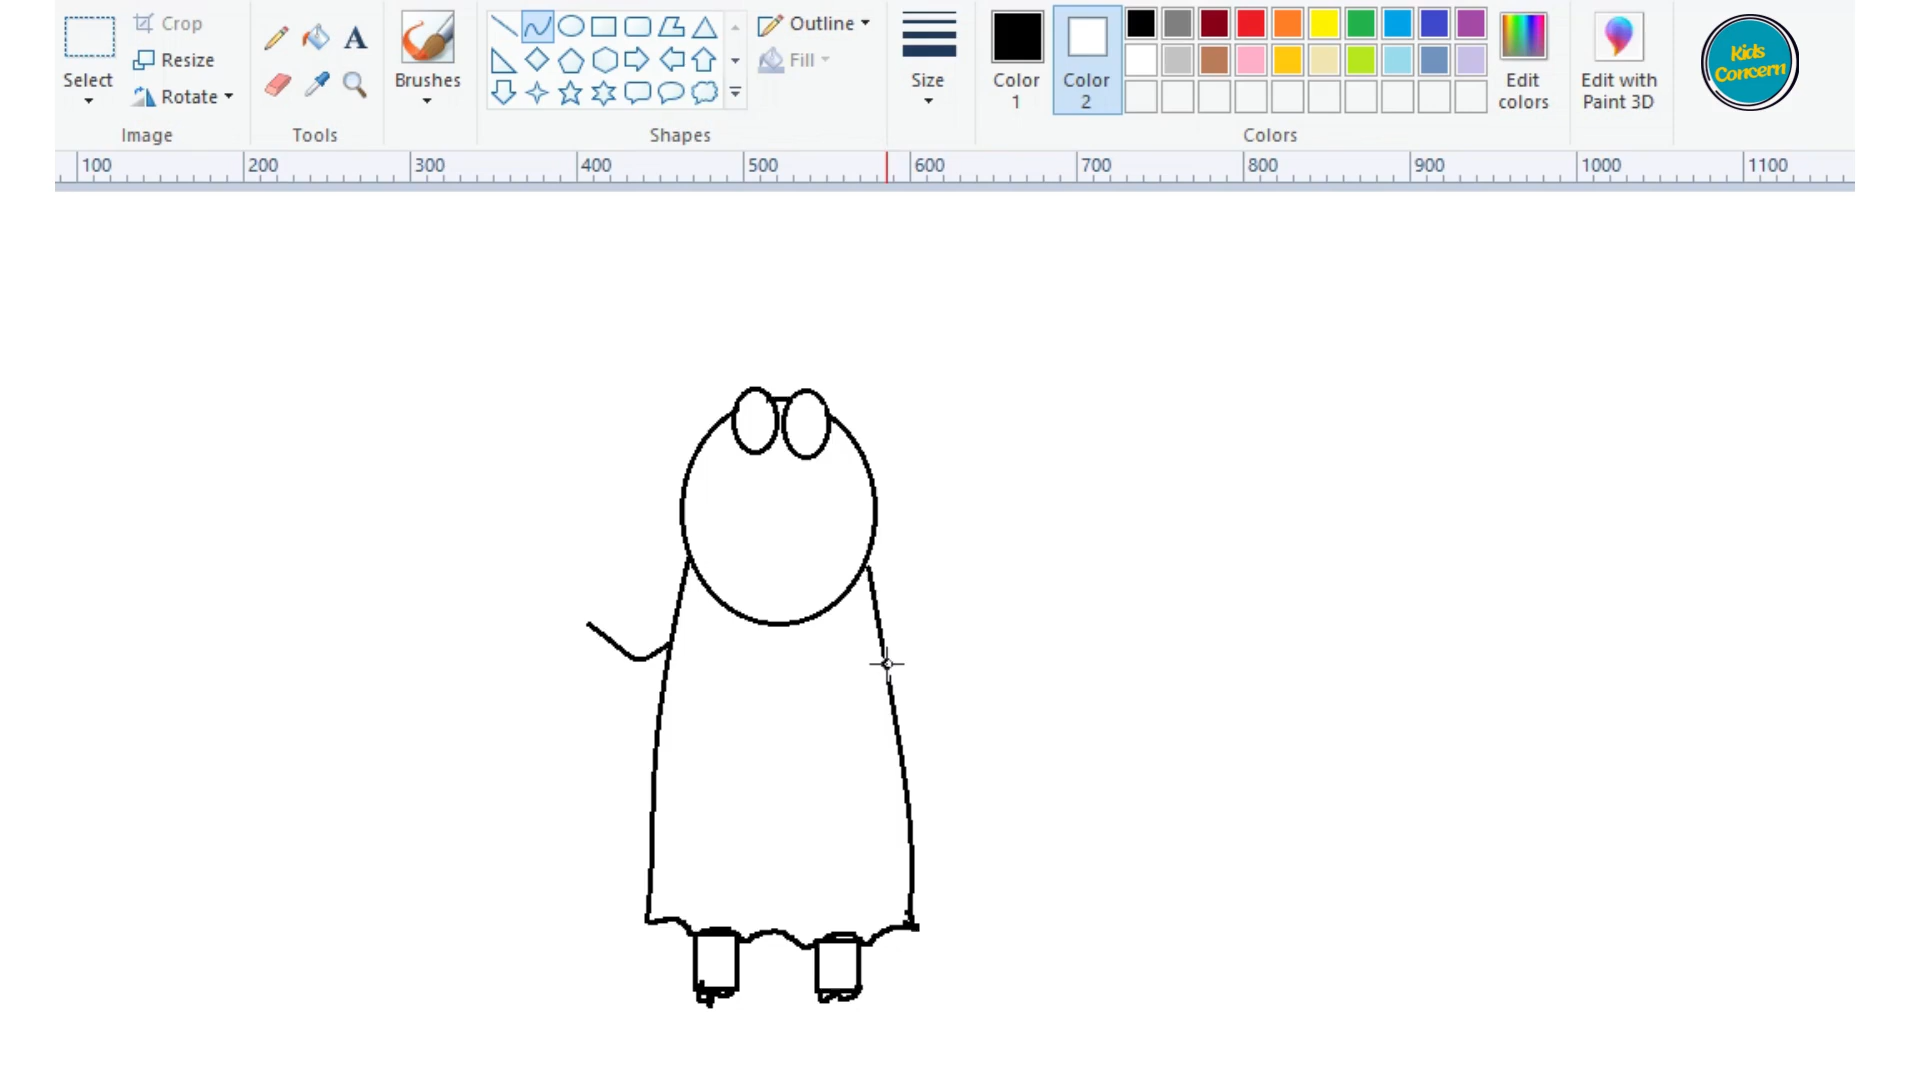 Crop
Outline
Resize
Fill
Select
Rotate
Brushes
Size
Color
1
Color
2
Edit
colors
Edit with
Paint 3D
Kids
Concern
Image
Tools
Shapes
Colors
100 200 300 400 500 600 700 800 900 1000 1100
A